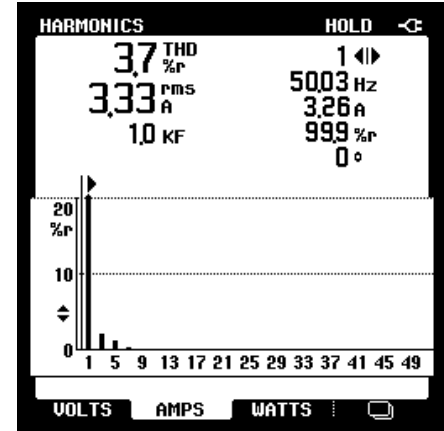 HARMONICS HOLD
3.7 THD %r 1
3.33 rms A 50.03 Hz
3.26 A
1.0 KF 99.9 %r
0 °
20
%r
10
0
1 5 9 13 17 21 25 29 33 37 41 45 49
VOLTS AMPS WATTS